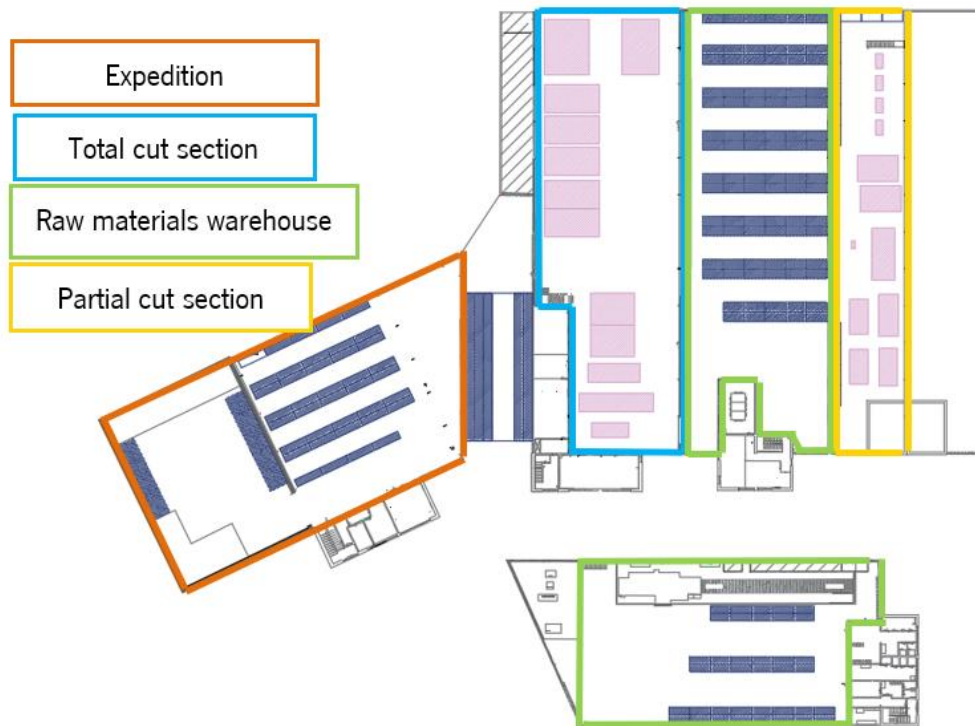 Expedition
Total cut section
Raw materials warehouse
Partial cut section